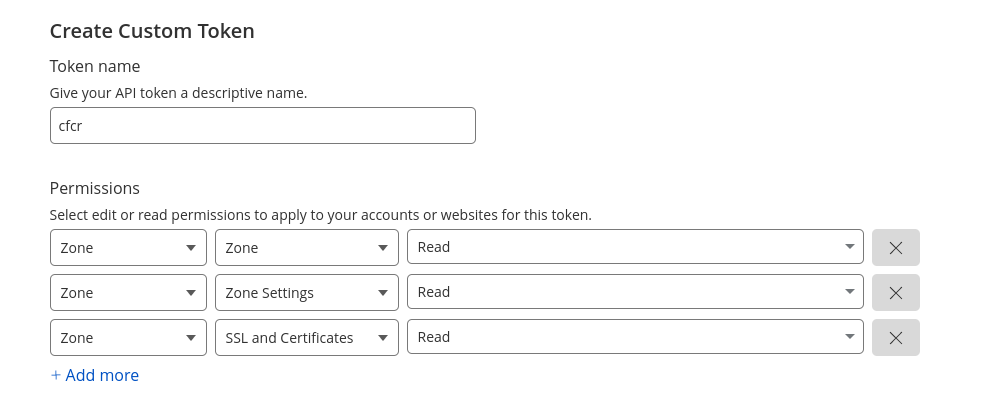 Create Custom Token
Token name
Give your API token a descriptive name.
cfcr
Permissions
Select edit or read permissions to apply to your accounts or websites for this token.
Zone Zone Read
Zone Zone Settings Read
Zone SSL and Certificates Read
+ Add more